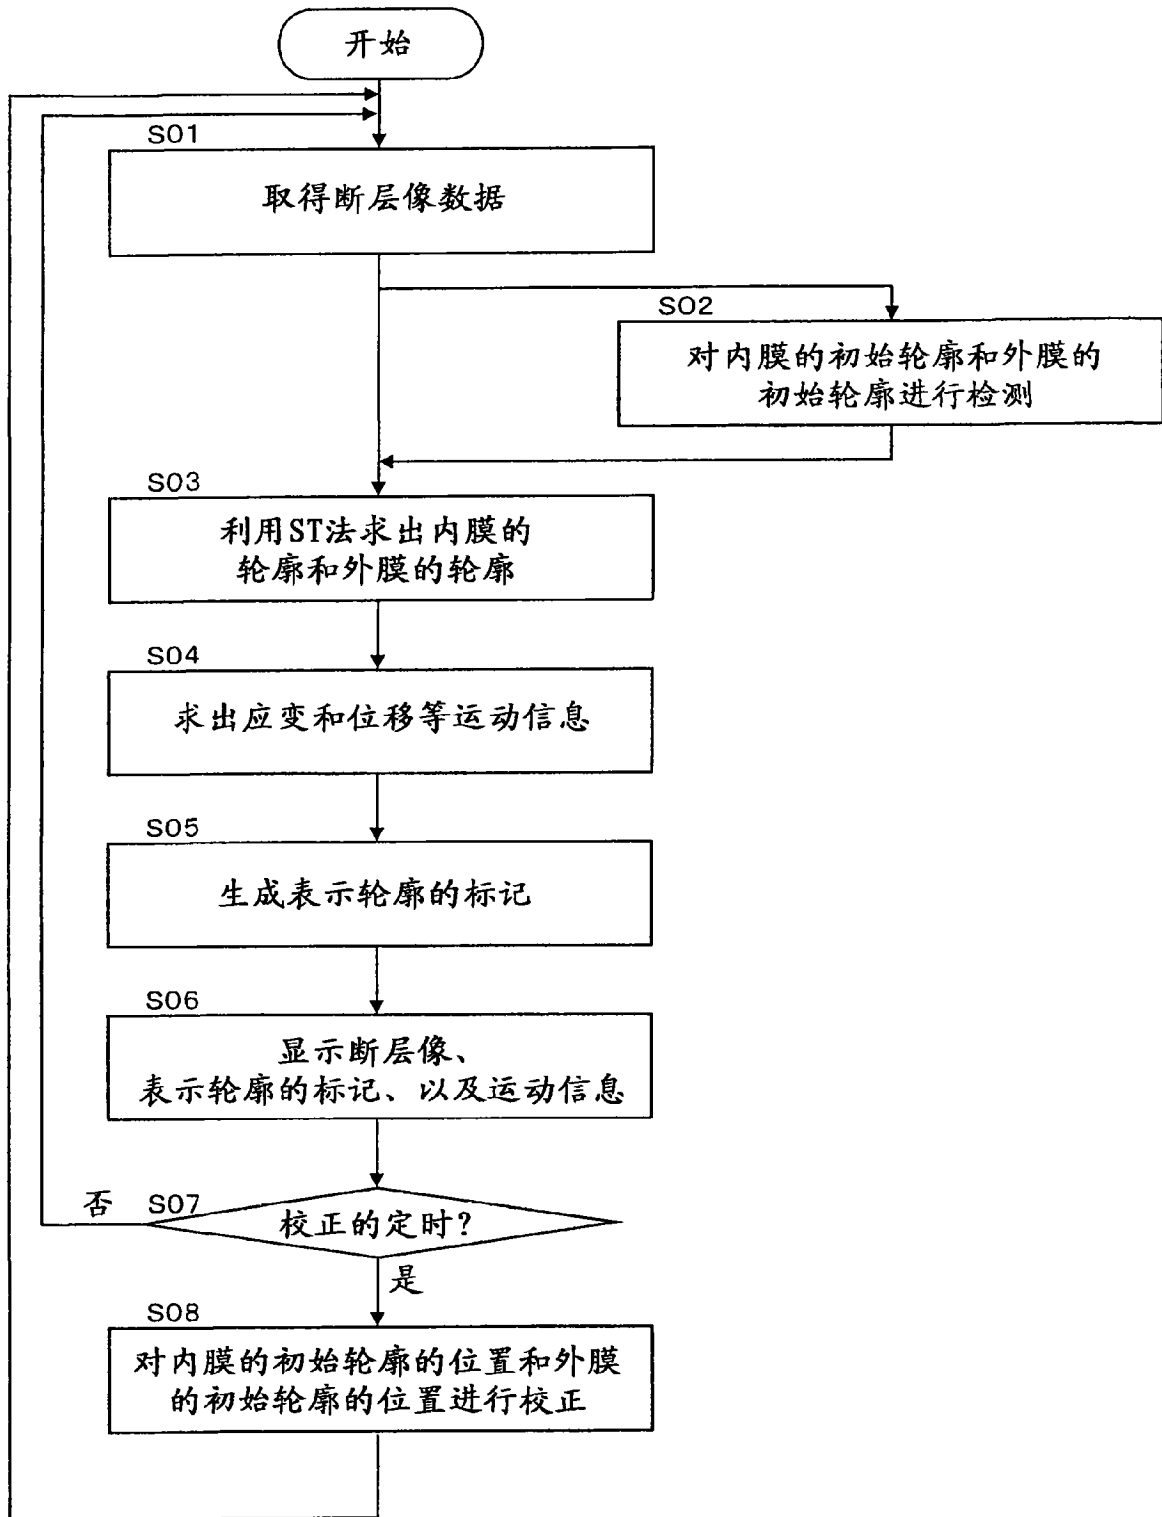 开始
S01
取得断层像数据
S02
对内膜的初始轮廓和外膜的
初始轮廓进行检测
S03
利用ST法求出内膜的
轮廓和外膜的轮廓
S04
求出应变和位移等运动信息
S05
生成表示轮廓的标记
S06
显示断层像、
表示轮廓的标记、以及运动信息
否
S07
校正的定时?
是
S08
对内膜的初始轮廓的位置和外膜
的初始轮廓的位置进行校正